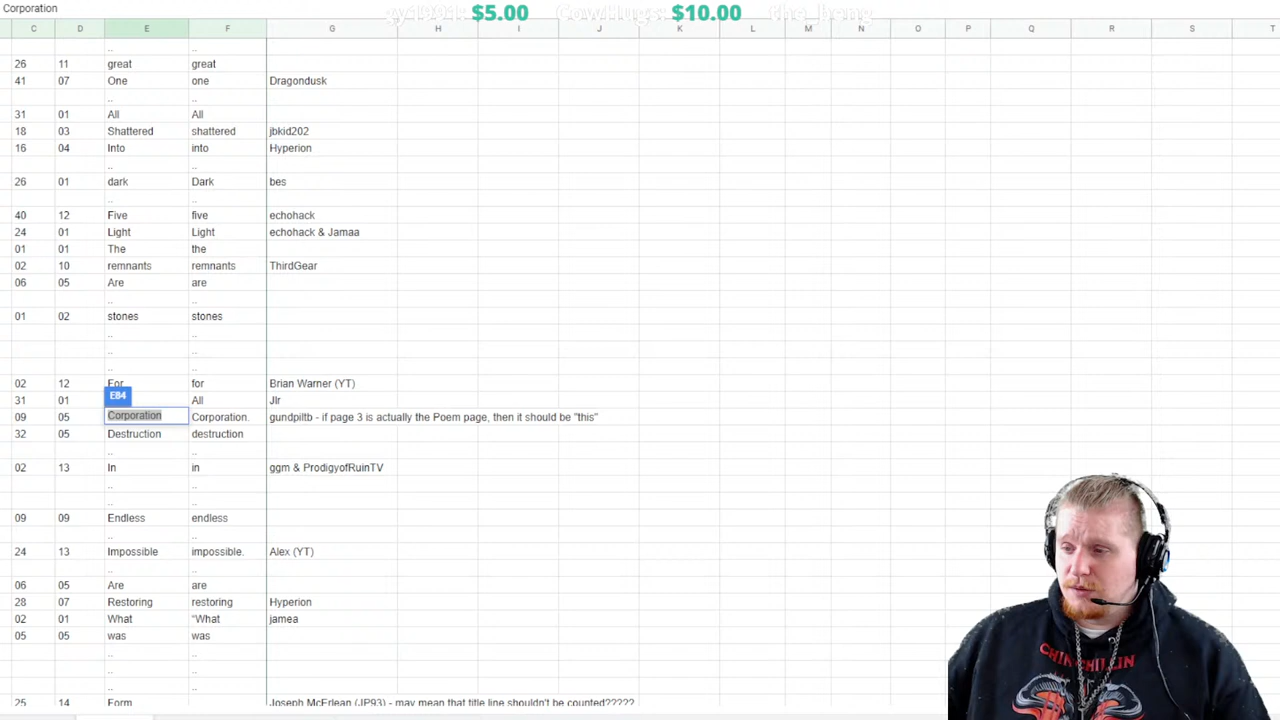 Corporation
$5.00 CowHugs: $10.00
C D E F G H I J K L M N O P Q R S T
.. ..
26 11 great great
41 07 One one Dragondusk
.. ..
31 01 All All
18 03 Shattered shattered jbkid202
16 04 Into into Hyperion
.. ..
26 01 dark Dark bes
.. ..
40 12 Five five echohack
24 01 Light Light echohack & Jamaa
01 01 The the
02 10 remnants remnants ThirdGear
06 05 Are are
.. ..
01 02 stones stones
.. ..
.. ..
.. ..
02 12 For for Brian Warner (YT)
E84
31 01 All Jlr
09 05 Corporation Corporation. gundpiltb - if page 3 is actually the Poem page, then it should be "this"
32 05 Destruction destruction
.. ..
02 13 In in ggm & ProdigyofRuinTV
.. ..
.. ..
09 09 Endless endless
.. ..
24 13 Impossible impossible. Alex (YT)
.. ..
06 05 Are are
28 07 Restoring restoring Hyperion
02 01 What “What jamea
05 05 was was
.. ..
.. ..
.. ..
25 14 Form Joseph McErlean (JP93) - may mean that title line shouldn't be counted?????
CHIN CHILLIN